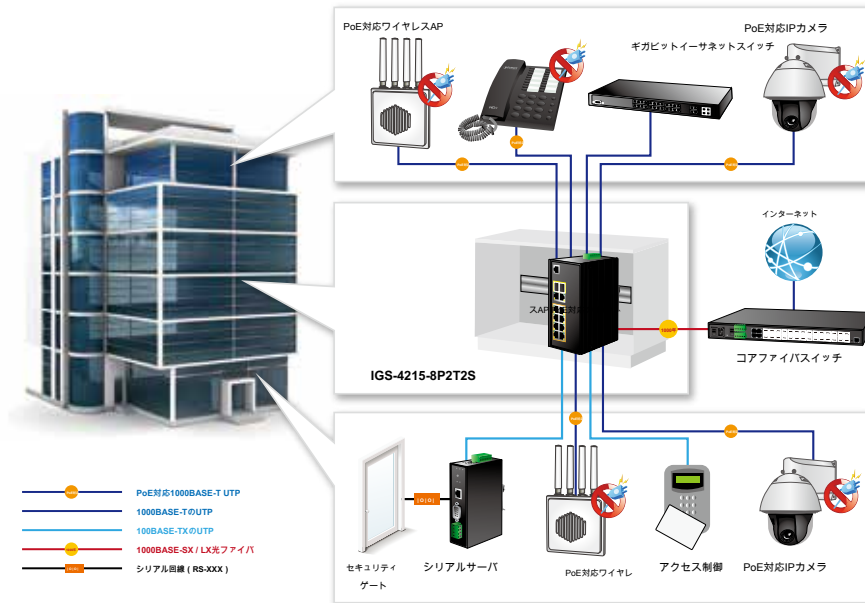 PoE対応ワイヤレスAP
PoE対応IPカメラ
ギガビットイーサネットスイッチ
インターネット
コアファイバスイッチ
IGS-4215-8P2T2S
PoE対応1000BASE-T UTP
1000BASE-TのUTP
100BASE-TXのUTP
1000BASE-SX / LX光ファイバ
シリアル回線 ( RS-XXX )
セキュリティ
ゲート
シリアルサーバ
PoE対応ワイヤレ
アクセス制御
PoE対応IPカメラ